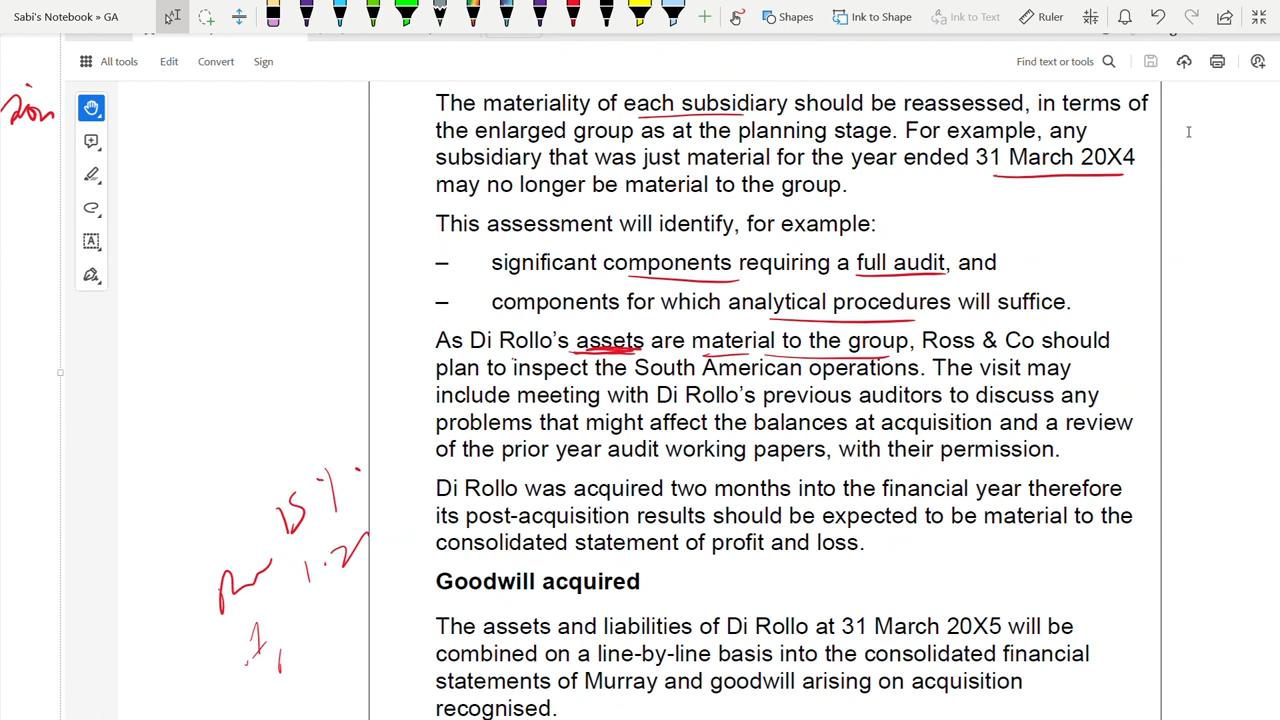 Sabi's Notebook » GA
Shapes
Ink to Shape
Ink to Text
Ruler
All tools
Edit
Convert
Sign
Find text or tools
The materiality of each subsidiary should be reassessed, in terms of
the enlarged group as at the planning stage. For example, any
subsidiary that was just material for the year ended 31 March 20X4
may no longer be material to the group.
This assessment will identify, for example:
– significant components requiring a full audit, and
– components for which analytical procedures will suffice.
As Di Rollo's assets are material to the group, Ross & Co should
plan to inspect the South American operations. The visit may
include meeting with Di Rollo's previous auditors to discuss any
problems that might affect the balances at acquisition and a review
of the prior year audit working papers, with their permission.
15 %
Di Rollo was acquired two months into the financial year therefore
its post-acquisition results should be expected to be material to the
consolidated statement of profit and loss.
Goodwill acquired
The assets and liabilities of Di Rollo at 31 March 20X5 will be
combined on a line-by-line basis into the consolidated financial
statements of Murray and goodwill arising on acquisition
recognised.